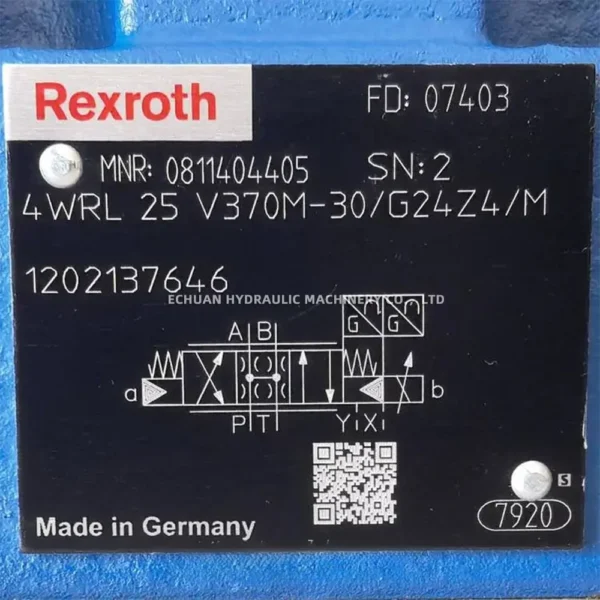 Rexroth
FD: 07403
MNR: 0811404405 SN: 2
4WRL 25 V370M-30/G24Z4/M
1202137646
ECHUAN HYDRAULIC MACHINERY CO., LTD
G G
A B
a b
P T Y X
S
7920
Made in Germany